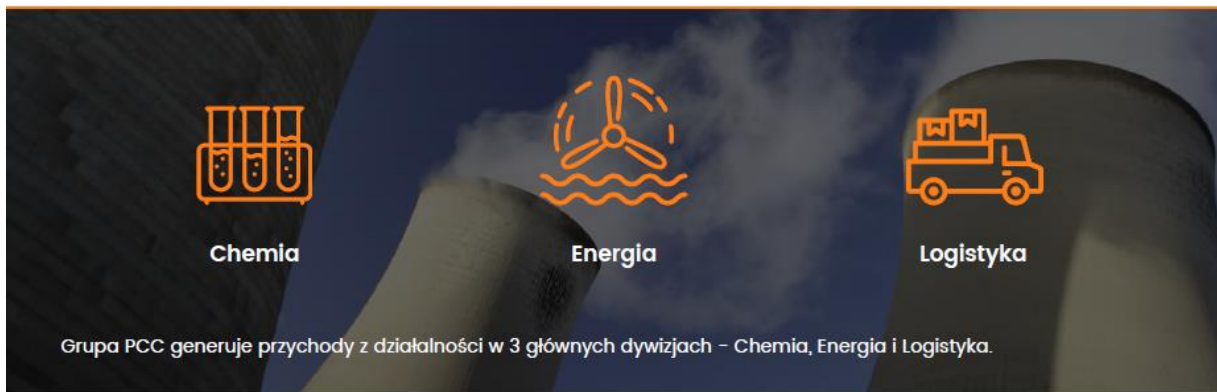 Chemia
Energia
Logistyka
Grupa PCC generuje przychody z działalności w 3 głównych dywizjach - Chemia, Energia i Logistyka.